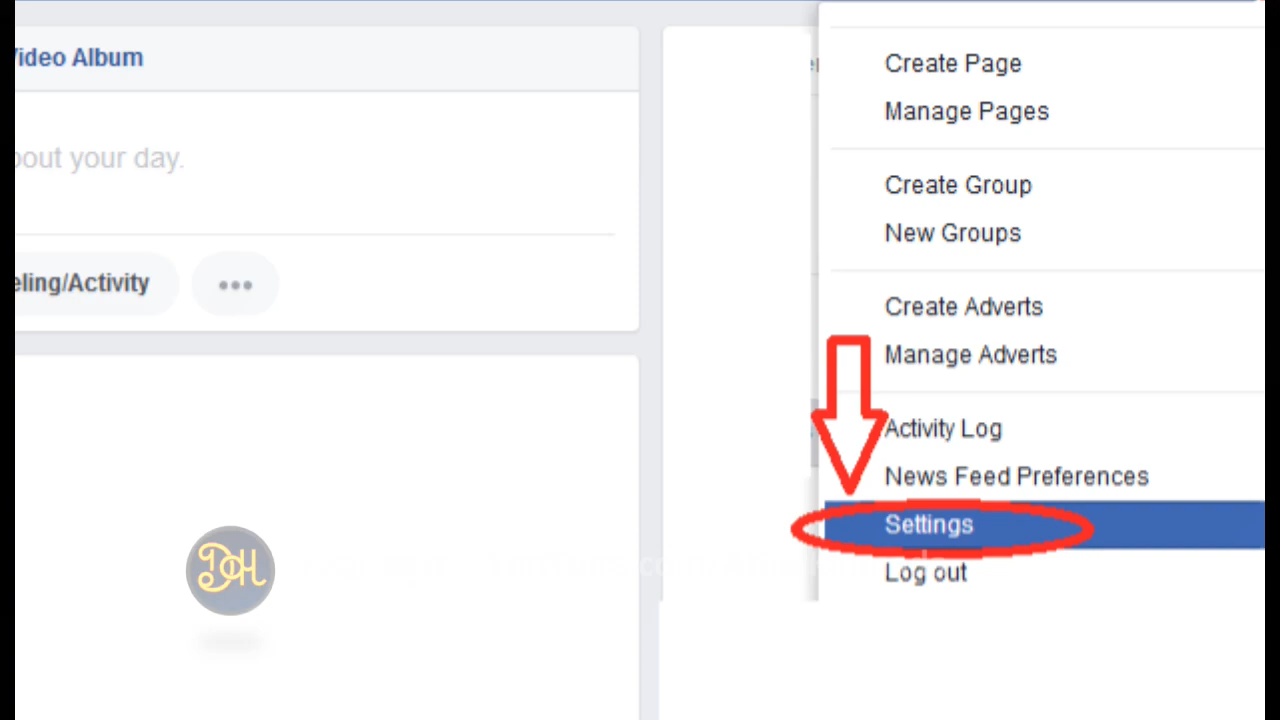 Video Album
bout your day.
eling/Activity
Create Page
Manage Pages
Create Group
New Groups
Create Adverts
Manage Adverts
Activity Log
News Feed Preferences
Settings
Log out
DH